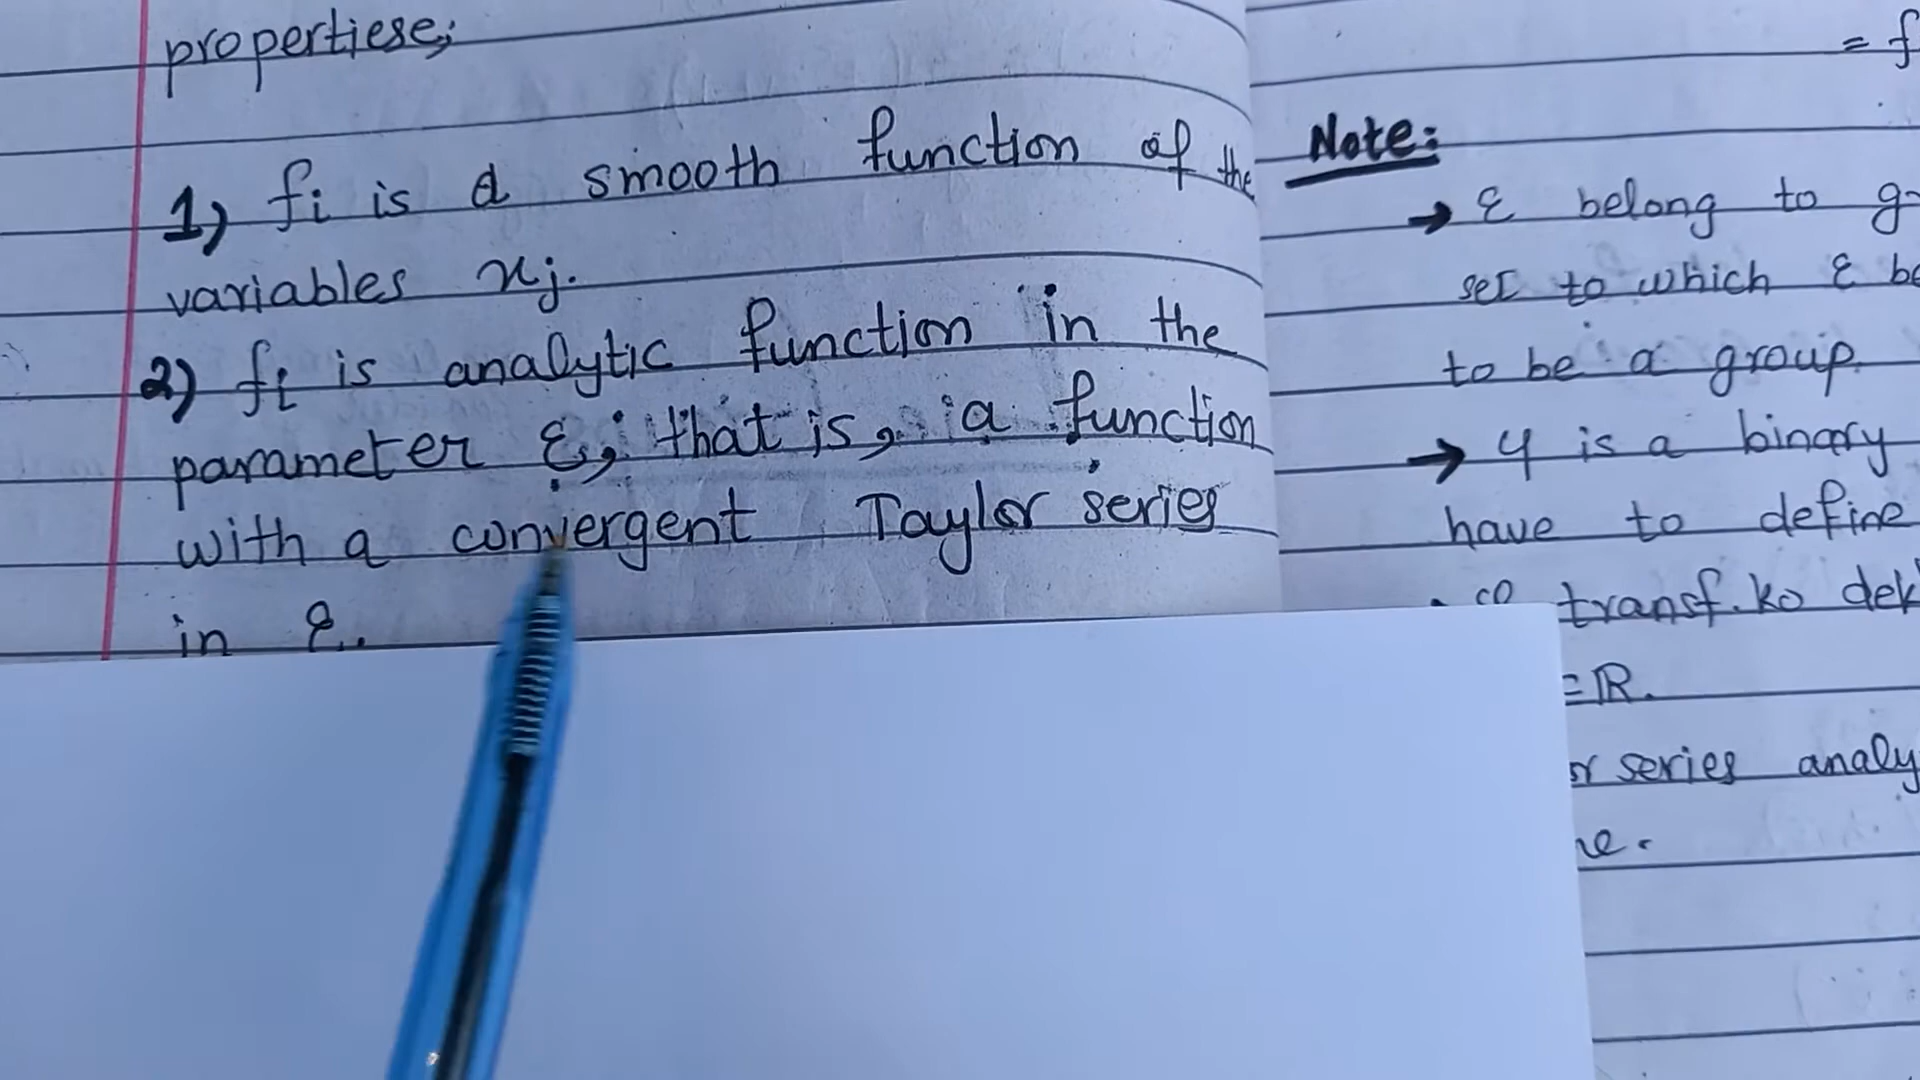 propertiese;
1) fi is a smooth function of the
variables xj.
2) fi is analytic function in the
parameter ε; that is, a function
with a convergent Taylor series
in ε.
= f
Note:
→ ε belong to
set to which ε
to be a group.
→ φ is a binary
have to define
transf. ko
= R.
series